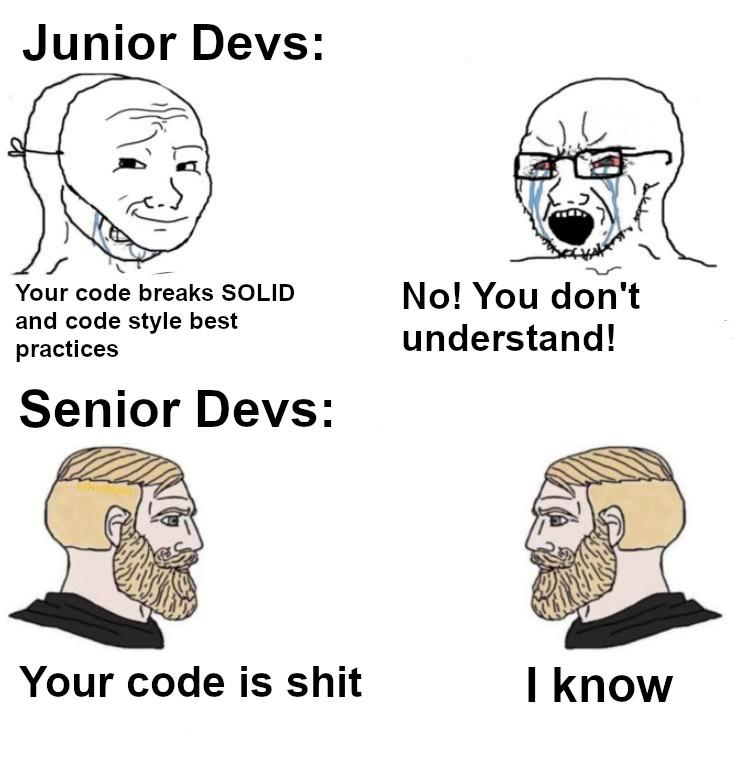 Junior Devs:
Your code breaks SOLID
and code style best
practices
No! You don't
understand!
Senior Devs:
Your code is shit
I know